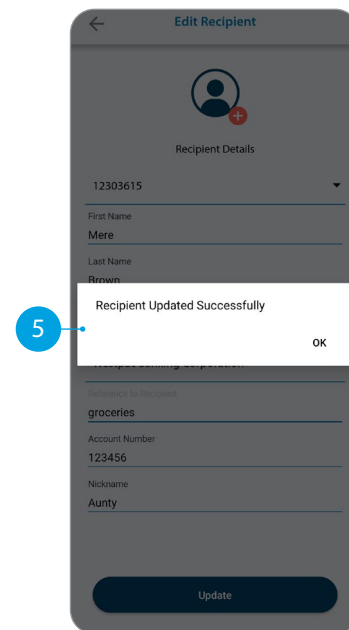 Edit Recipient
Recipient Details
12303615
First Name
Mere
Last Name
Brown
Recipient Updated Successfully
5
OK
Banking Corporation
Reference to Recipient
groceries
Account Number
123456
Nickname
Aunty
Update